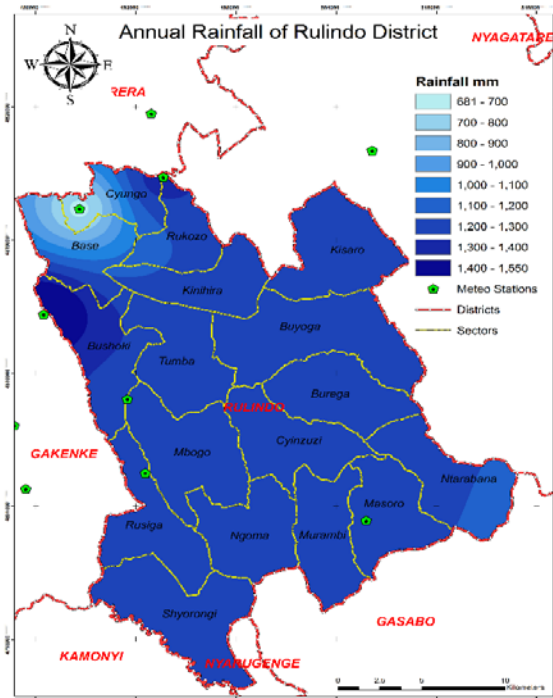 Annual Rainfall of Rulindo District
N
W E
S
NYAGATARE
RERA
Rainfall mm
681 - 700
700 - 800
800 - 900
900 - 1,000
1,000 - 1,100
1,100 - 1,200
1,200 - 1,300
1,300 - 1,400
1,400 - 1,550
Meteo Stations
Districts
Sectors
Cyungo
Base
Rukozo
Kisaro
Kinihira
Buyoga
Bushoki
Tumba
Burega
RULINDO
Cyinzuzi
Mbogo
GAKENKE
Ntarabana
Masoro
Rusiga
Ngoma
Murambi
Shyorongi
GASABO
KAMONYI
NYARUGENGE
0 2.5 5 10
Kilometers